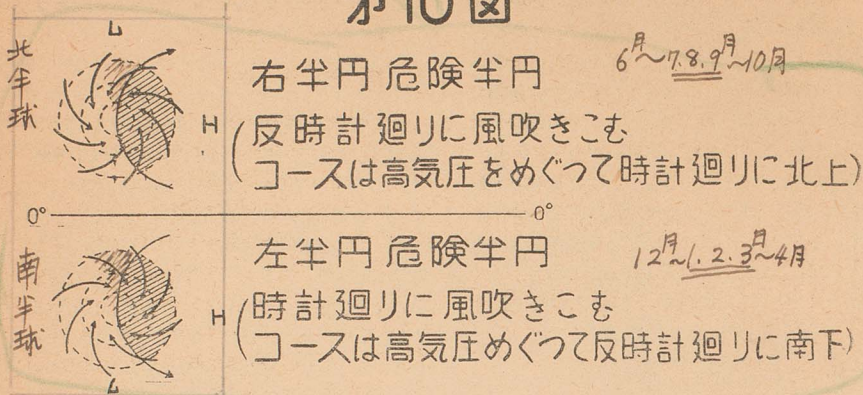 第10図
L
北半球
右半円 危険半円
6月~7.8.9月~10月
H
(反時計廻りに風吹きこむ
コースは高気圧をめぐつて時計廻りに北上)
0° 0°
南半球
左半円 危険半円
12月~1.2.3月~4月
H
(時計廻りに風吹きこむ
コースは高気圧めぐつて反時計廻りに南下)
L